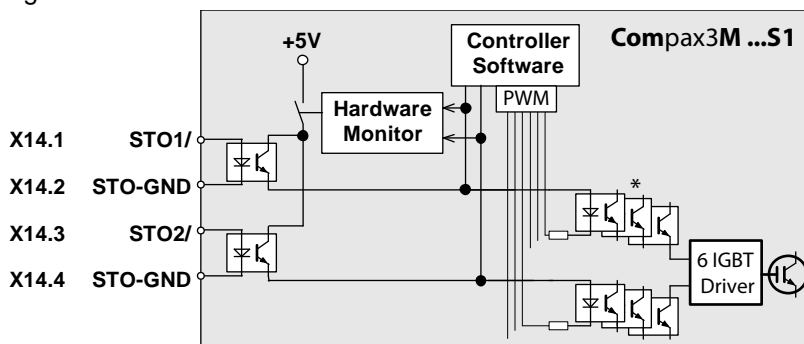 +5V
Controller
Software
Compax3M ...S1
PWM
Hardware
Monitor
X14.1 STO1/
X14.2 STO-GND
X14.3 STO2/
X14.4 STO-GND
*
6 IGBT
Driver